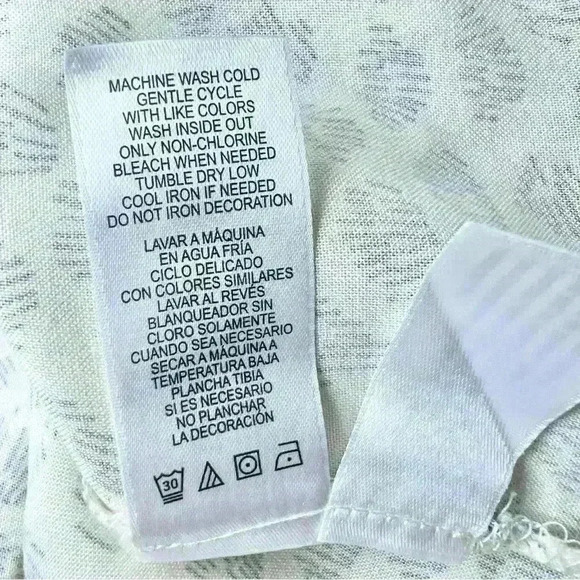 MACHINE WASH COLD
GENTLE CYCLE
WITH LIKE COLORS
WASH INSIDE OUT
ONLY NON-CHLORINE
BLEACH WHEN NEEDED
TUMBLE DRY LOW
COOL IRON IF NEEDED
DO NOT IRON DECORATION
LAVAR A MÁQUINA
EN AGUA FRÍA
CICLO DELICADO
CON COLORES SIMILARES
LAVAR AL REVÉS
BLANQUEADOR SIN
CLORO SOLAMENTE
CUANDO SEA NECESARIO
SECAR A MÁQUINA A
TEMPERATURA BAJA
PLANCHA TIBIA
SI ES NECESARIO
NO PLANCHAR
LA DECORACIÓN
30